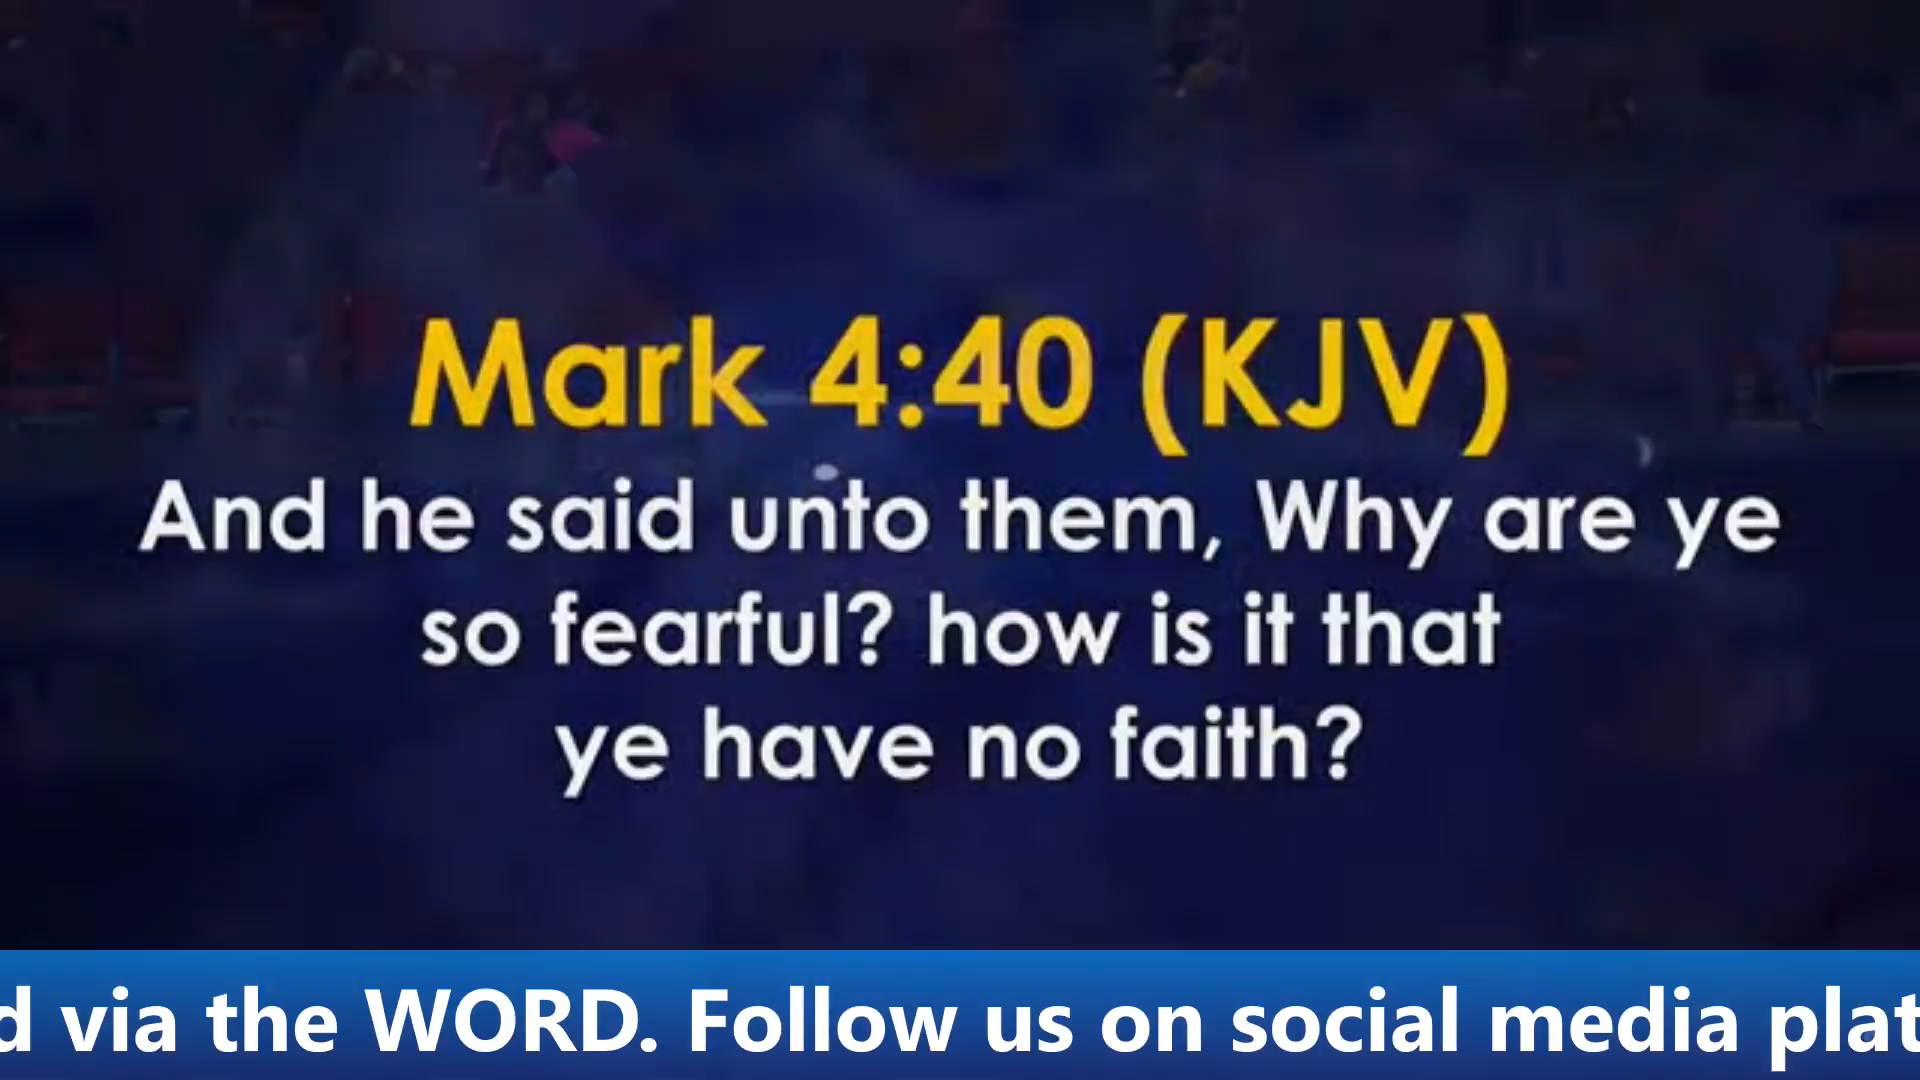 Mark 4:40 (KJV)
And he said unto them, Why are ye
so fearful? how is it that
ye have no faith?
d via the WORD. Follow us on social media plat